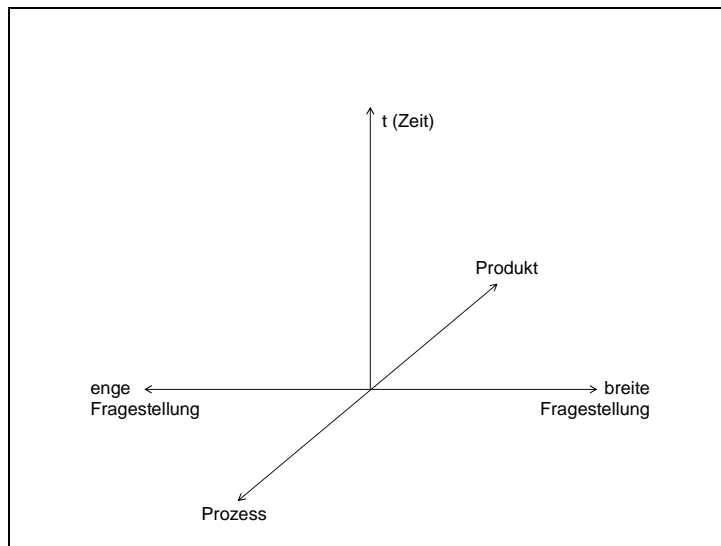 t (Zeit)
Produkt
enge
Fragestellung
breite
Fragestellung
Prozess